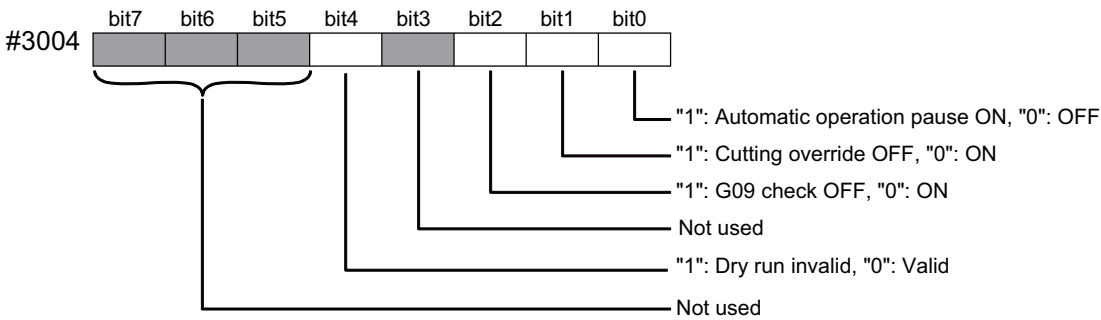 bit7 bit6 bit5 bit4 bit3 bit2 bit1 bit0
#3004
"1": Automatic operation pause ON, "0": OFF
"1": Cutting override OFF, "0": ON
"1": G09 check OFF, "0": ON
Not used
"1": Dry run invalid, "0": Valid
Not used